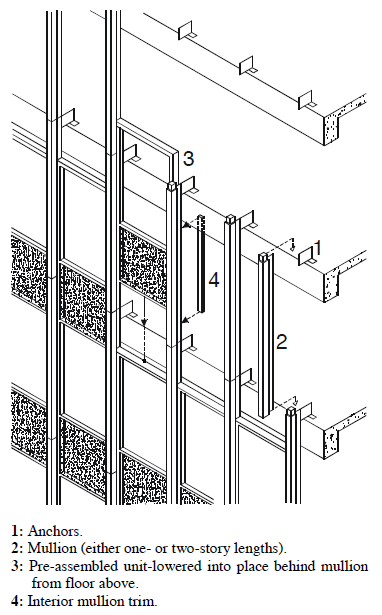 3
1
4
2
1: Anchors.
2: Mullion (either one- or two-story lengths).
3: Pre-assembled unit-lowered into place behind mullion
from floor above.
4: Interior mullion trim.